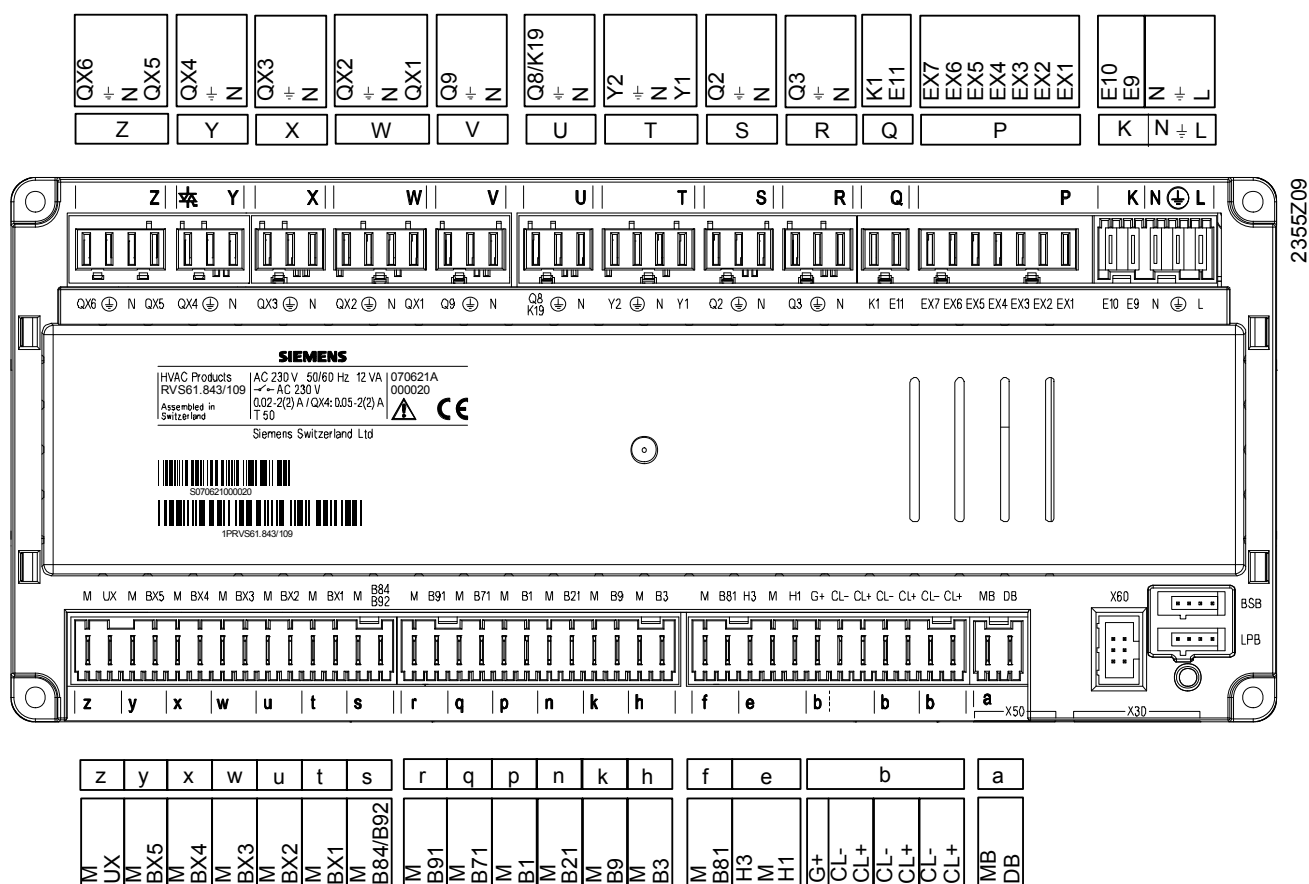 QX6 ⏚ N QX5 QX4 ⏚ N QX3 ⏚ N QX2 ⏚ N QX1 Q9 ⏚ N Q8/K19 ⏚ N Y2 ⏚ N Y1 Q2 ⏚ N Q3 ⏚ N K1 E11 EX7 EX6 EX5 EX4 EX3 EX2 EX1 E10 E9 N ⏚ L
Z Y X W V U T S R Q P K N ⏚ L
2355Z09
Z Y X W V U T S R Q P K N ⏚ L
QX6 ⏚ N QX5 QX4 ⏚ N QX3 ⏚ N QX2 ⏚ N QX1 Q9 ⏚ N Q8 K19 ⏚ N Y2 ⏚ N Y1 Q2 ⏚ N Q3 ⏚ N K1 E11 EX7 EX6 EX5 EX4 EX3 EX2 EX1 E10 E9 N ⏚ L
SIEMENS
HVAC Products AC 230 V 50/60 Hz 12 VA 070621A
RVS61.843/109 AC 230 V 000020
Assembled in 0.02-2(2) A / QX4: 0.05-2(2) A
Switzerland T 50 CE
Siemens Switzerland Ltd
S070621000020
1PRVS61.843/109
M UX M BX5 M BX4 M BX3 M BX2 M BX1 M B84 B92 M B91 M B71 M B1 M B21 M B9 M B3 M B81 H3 M H1 G+ CL- CL+ CL- CL+ CL- CL+ MB DB X60 BSB
LPB
z y x w u t s r q p n k h f e b b b a
X50 X30
z y x w u t s r q p n k h f e b a
M UX M BX5 M BX4 M BX3 M BX2 M BX1 M B84/B92 M B91 M B71 M B1 M B21 M B9 M B3 M B81 H3 M H1 G+ CL- CL+ CL- CL+ CL- CL+ MB DB